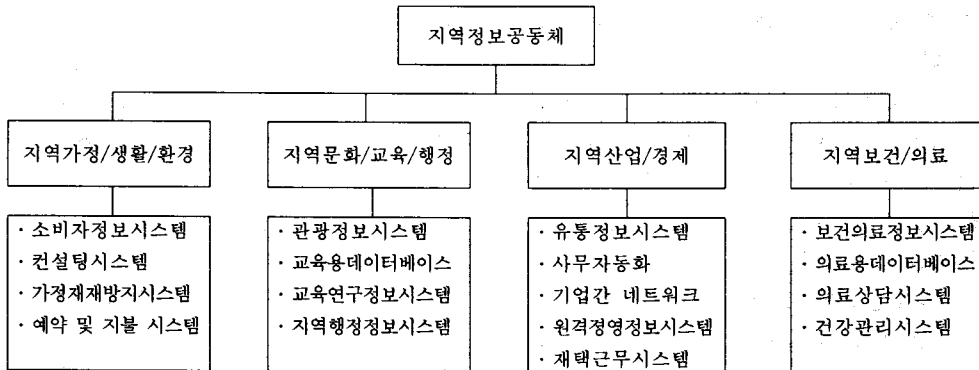 지역정보공동체
지역가정/생활/환경
· 소비자정보시스템
· 컨설팅시스템
· 가정재재방지시스템
· 예약 및 지불 시스템
지역문화/교육/행정
· 관광정보시스템
· 교육용데이터베이스
· 교육연구정보시스템
· 지역행정정보시스템
지역산업/경제
· 유통정보시스템
· 사무자동화
· 기업간 네트워크
· 원격정영정보시스템
· 재택근무시스템
지역보건/의료
· 보건의료정보시스템
· 의료용데이터베이스
· 의료상담시스템
· 건강관리시스템